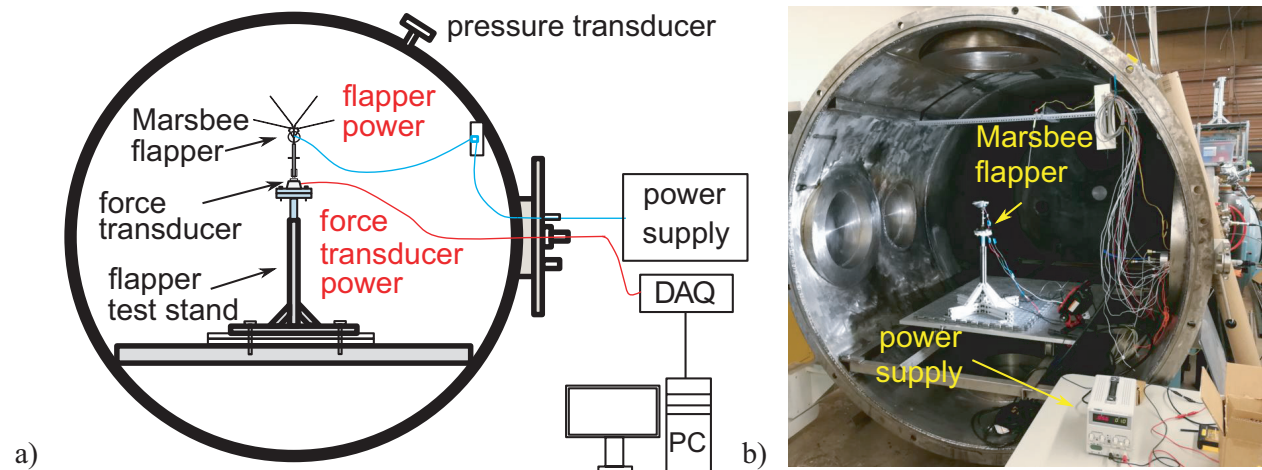 pressure transducer
Marsbee
flapper
flapper
power
force
transducer
force
transducer
power
flapper
test stand
power
supply
DAQ
PC
a)
Marsbee
flapper
power
supply
b)